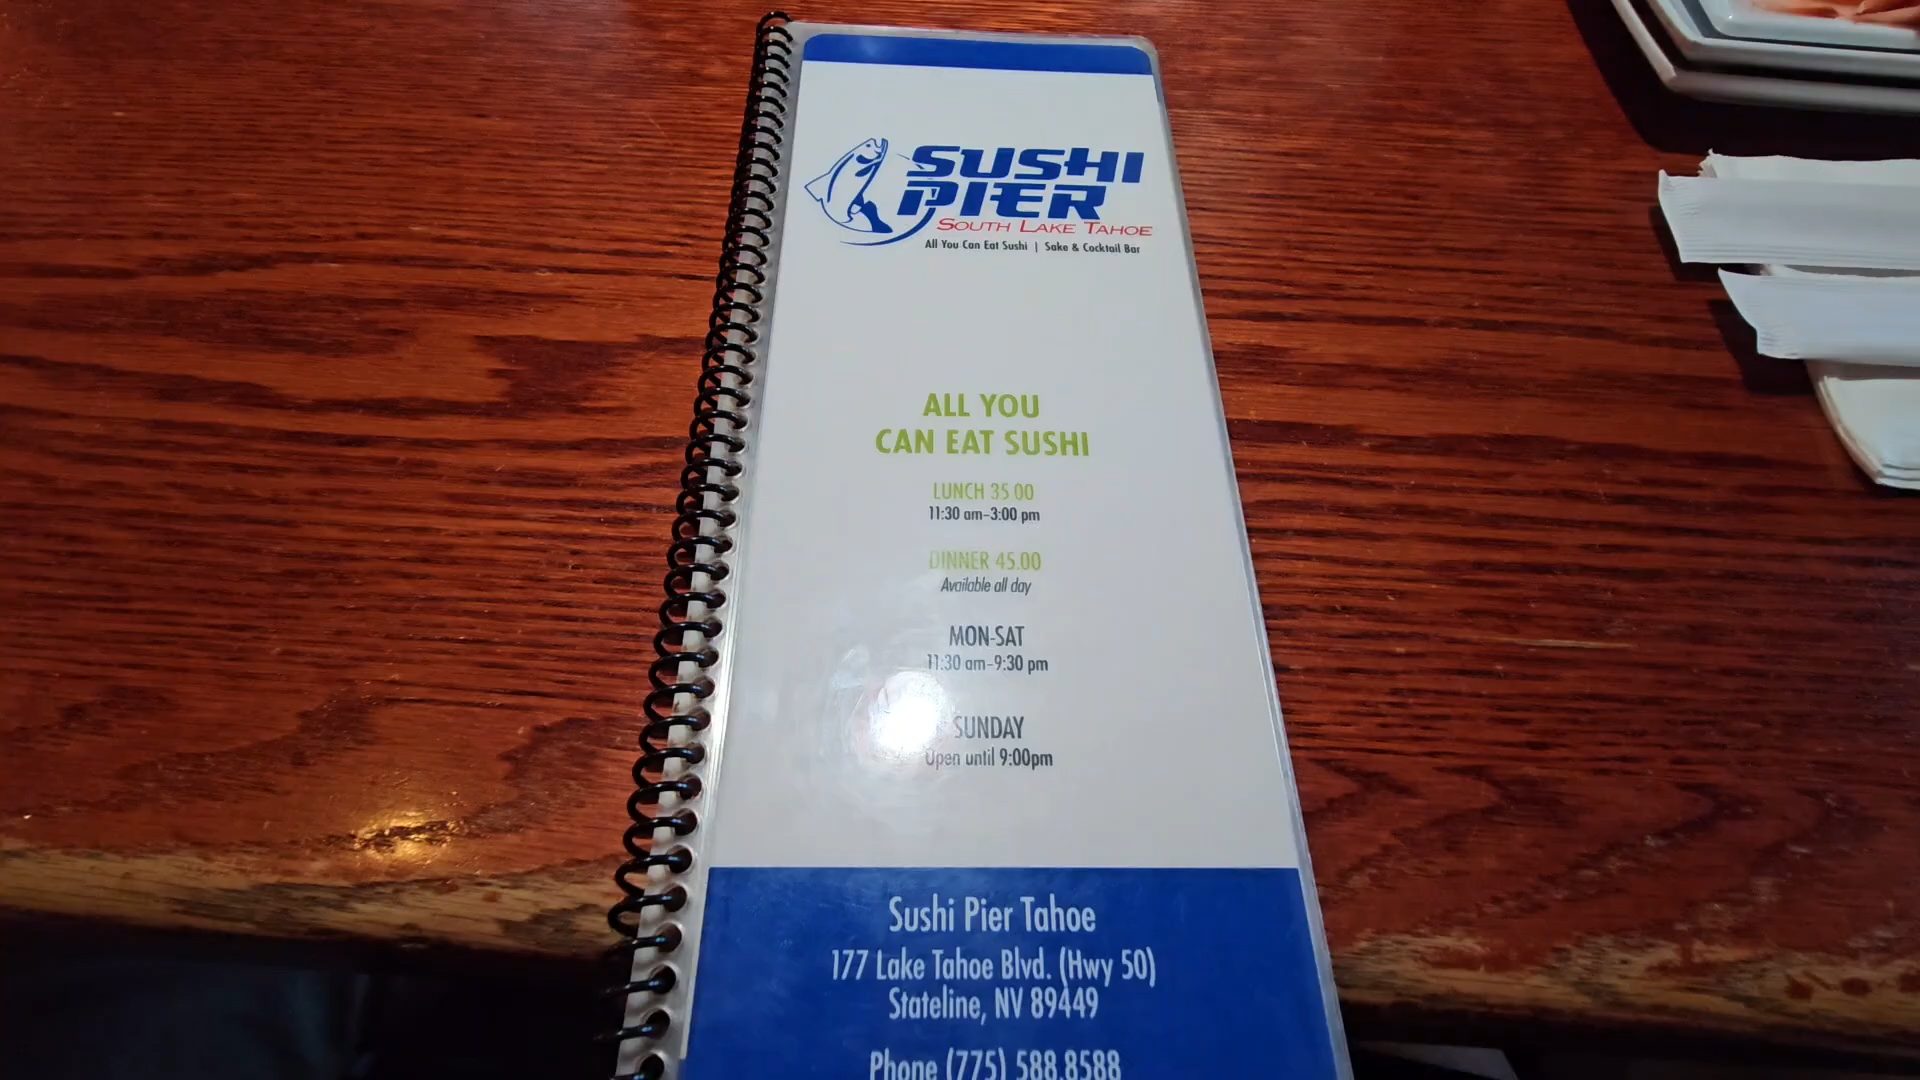 SUSHI
PIER
SOUTH LAKE TAHOE
All You Can Eat Sushi | Sake & Cocktail Bar
ALL YOU
CAN EAT SUSHI
LUNCH 35 00
11:30 am–3:00 pm
DINNER 45.00
Available all day
MON-SAT
11:30 am–9:30 pm
SUNDAY
Open until 9:00pm
Sushi Pier Tahoe
177 Lake Tahoe Blvd. (Hwy 50)
Stateline, NV 89449
Phone (775) 588.8588